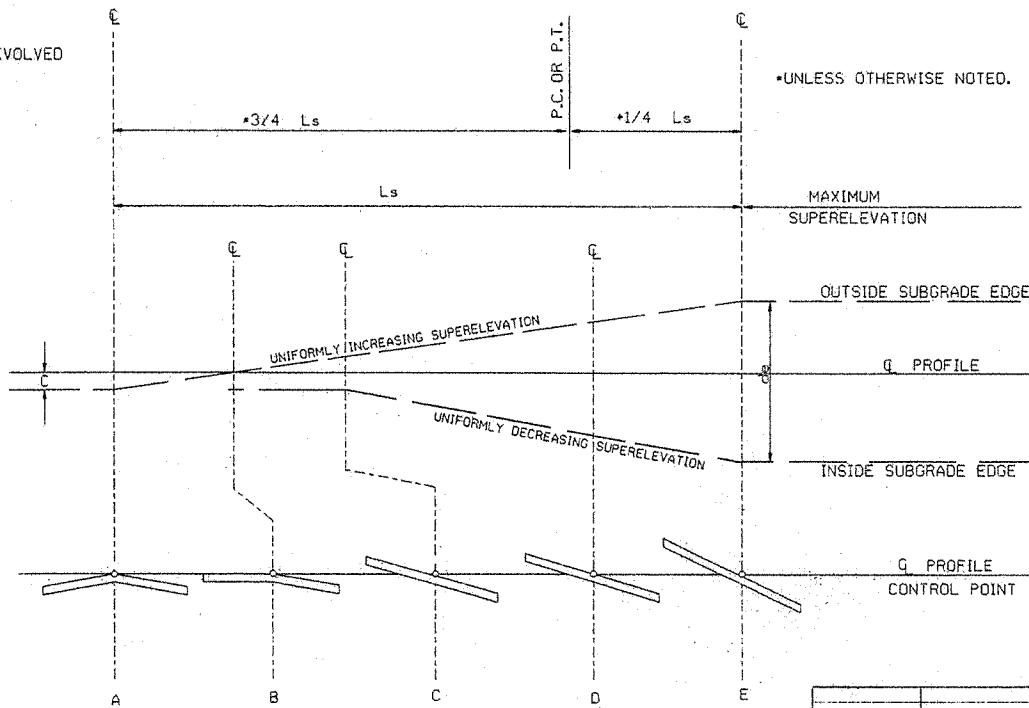 ℄
℄
EVOLVED
P.C. OR P.T.
*UNLESS OTHERWISE NOTED.
*3/4 Ls
*1/4 Ls
Ls
MAXIMUM
SUPERELEVATION
℄
℄
℄
OUTSIDE SUBGRADE EDGE
UNIFORMLY INCREASING SUPERELEVATION
C
℄ PROFILE
UNIFORMLY DECREASING SUPERELEVATION
INSIDE SUBGRADE EDGE
℄ PROFILE
CONTROL POINT
A
B
C
D
E